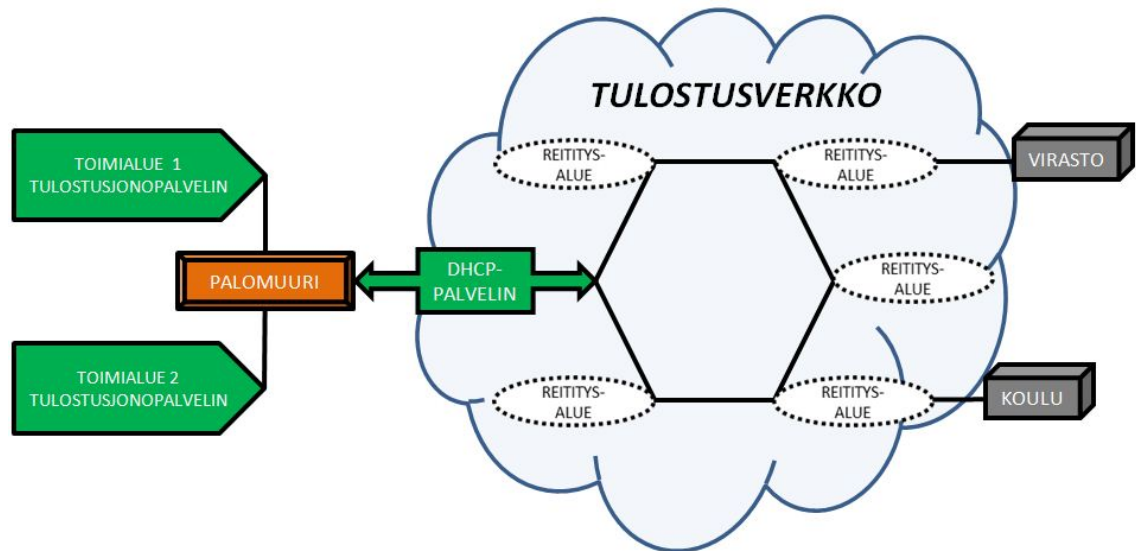 TULOSTUSVERKKO
TOIMIALUE 1
TULOSTUSJONOPALVELIN
REITITYS-
ALUE
REITITYS-
ALUE
VIRASTO
PALOMUURI
DHCP-
PALVELIN
REITITYS-
ALUE
TOIMIALUE 2
TULOSTUSJONOPALVELIN
REITITYS-
ALUE
REITITYS-
ALUE
KOULU